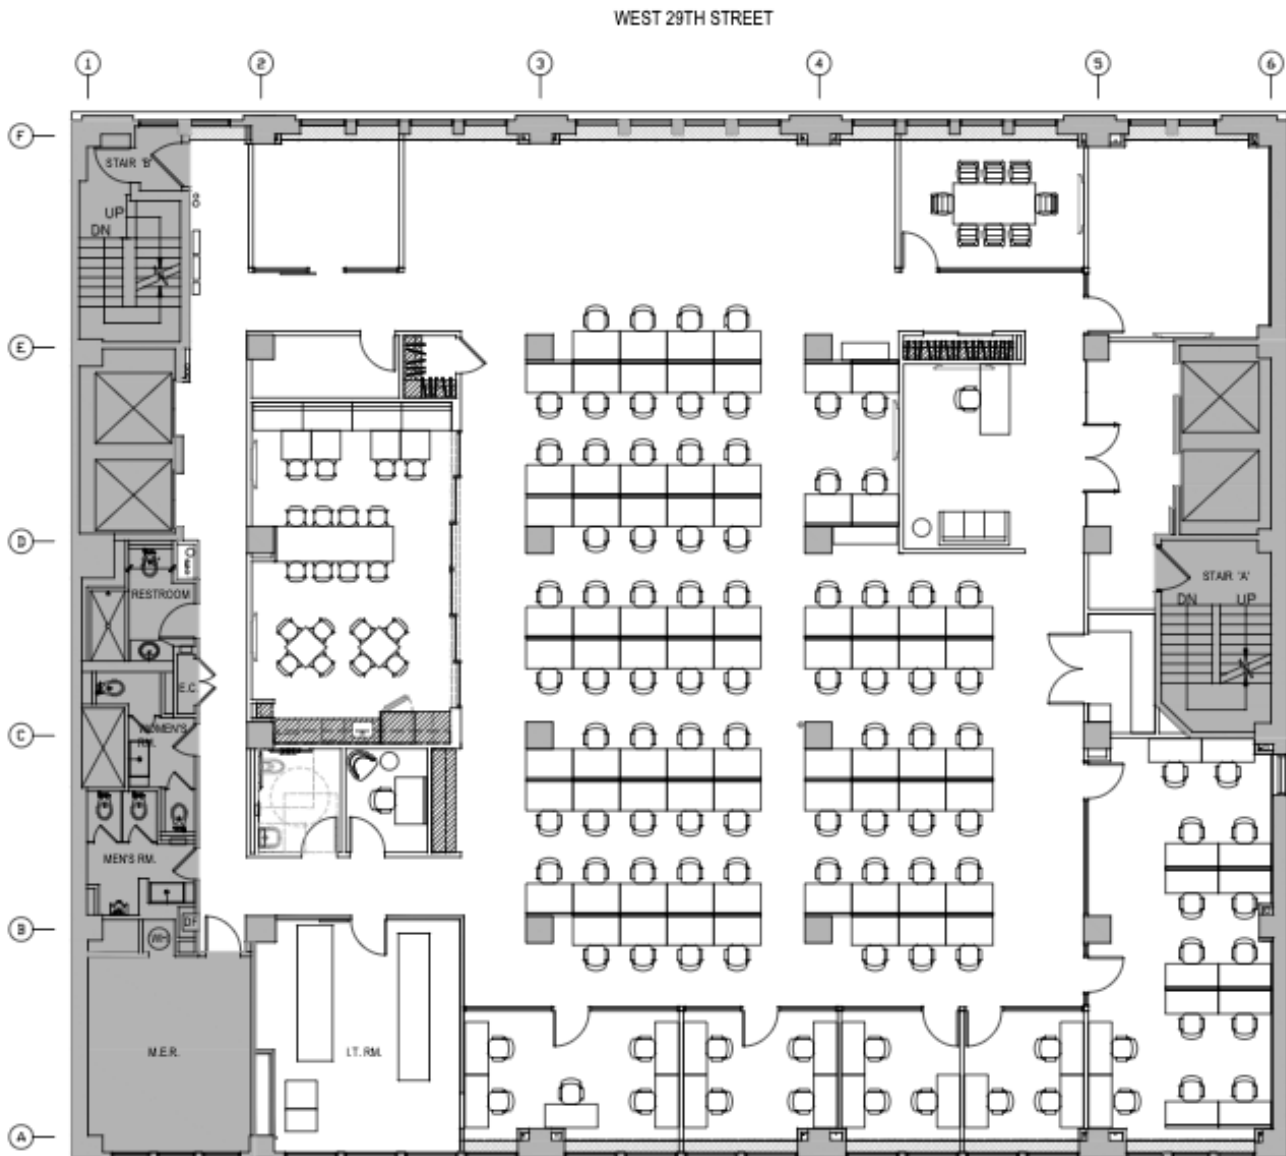 WEST 29TH STREET
1
2
3
4
5
6
F
STAIR 'B'
UP
DN
E
D
RESTROOM
STAIR 'A'
DN
UP
E.C
C
WOMEN'S
RM.
MEN'S RM.
B
DF
WH
M.E.R.
I.T. RM.
A